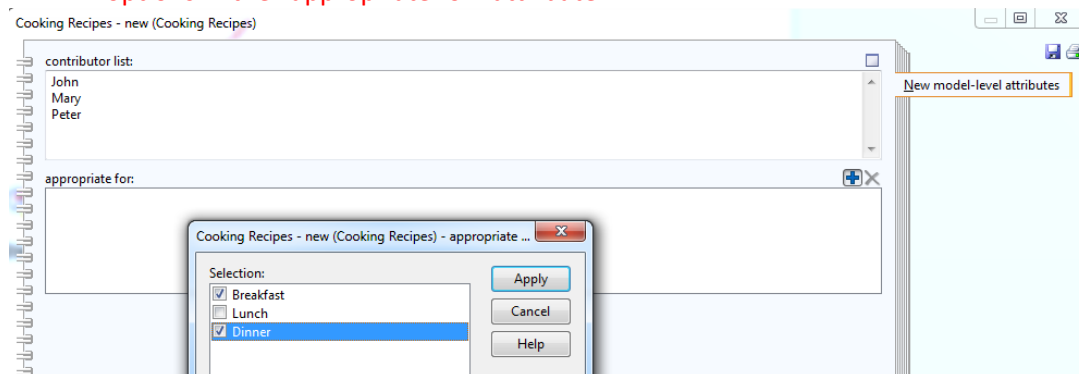 Cooking Recipes - new (Cooking Recipes)
contributor list:
John
Mary
Peter
New model-level attributes
appropriate for:
Cooking Recipes - new (Cooking Recipes) - appropriate ...
Selection:
Breakfast
Lunch
Dinner
Apply
Cancel
Help